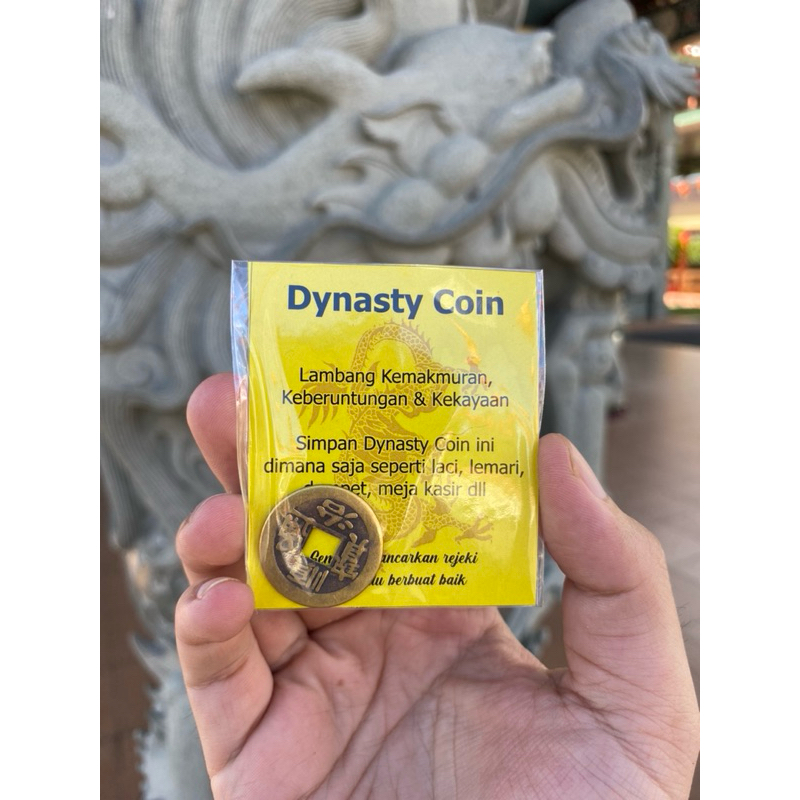 Dynasty Coin
Lambang Kemakmuran,
Keberuntungan & Kekayaan
Simpan Dynasty Coin ini
dimana saja seperti laci, lemari,
meja kasir dll
rejeki
berbuat baik